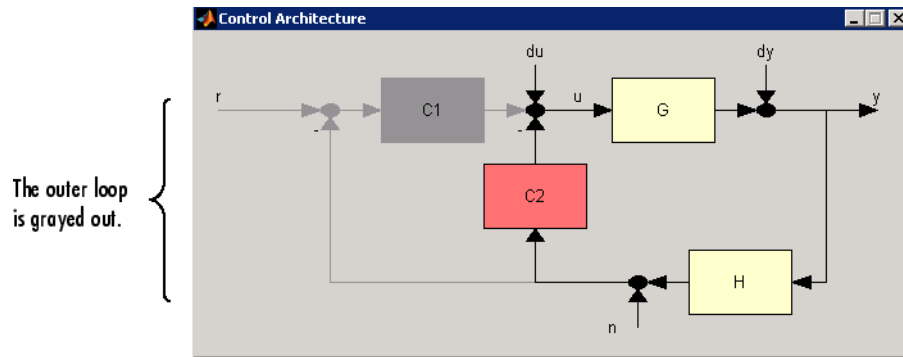 Control Architecture
du
dy
r
C1
u
G
y
-
-
The outer loop
is grayed out.
C2
H
n